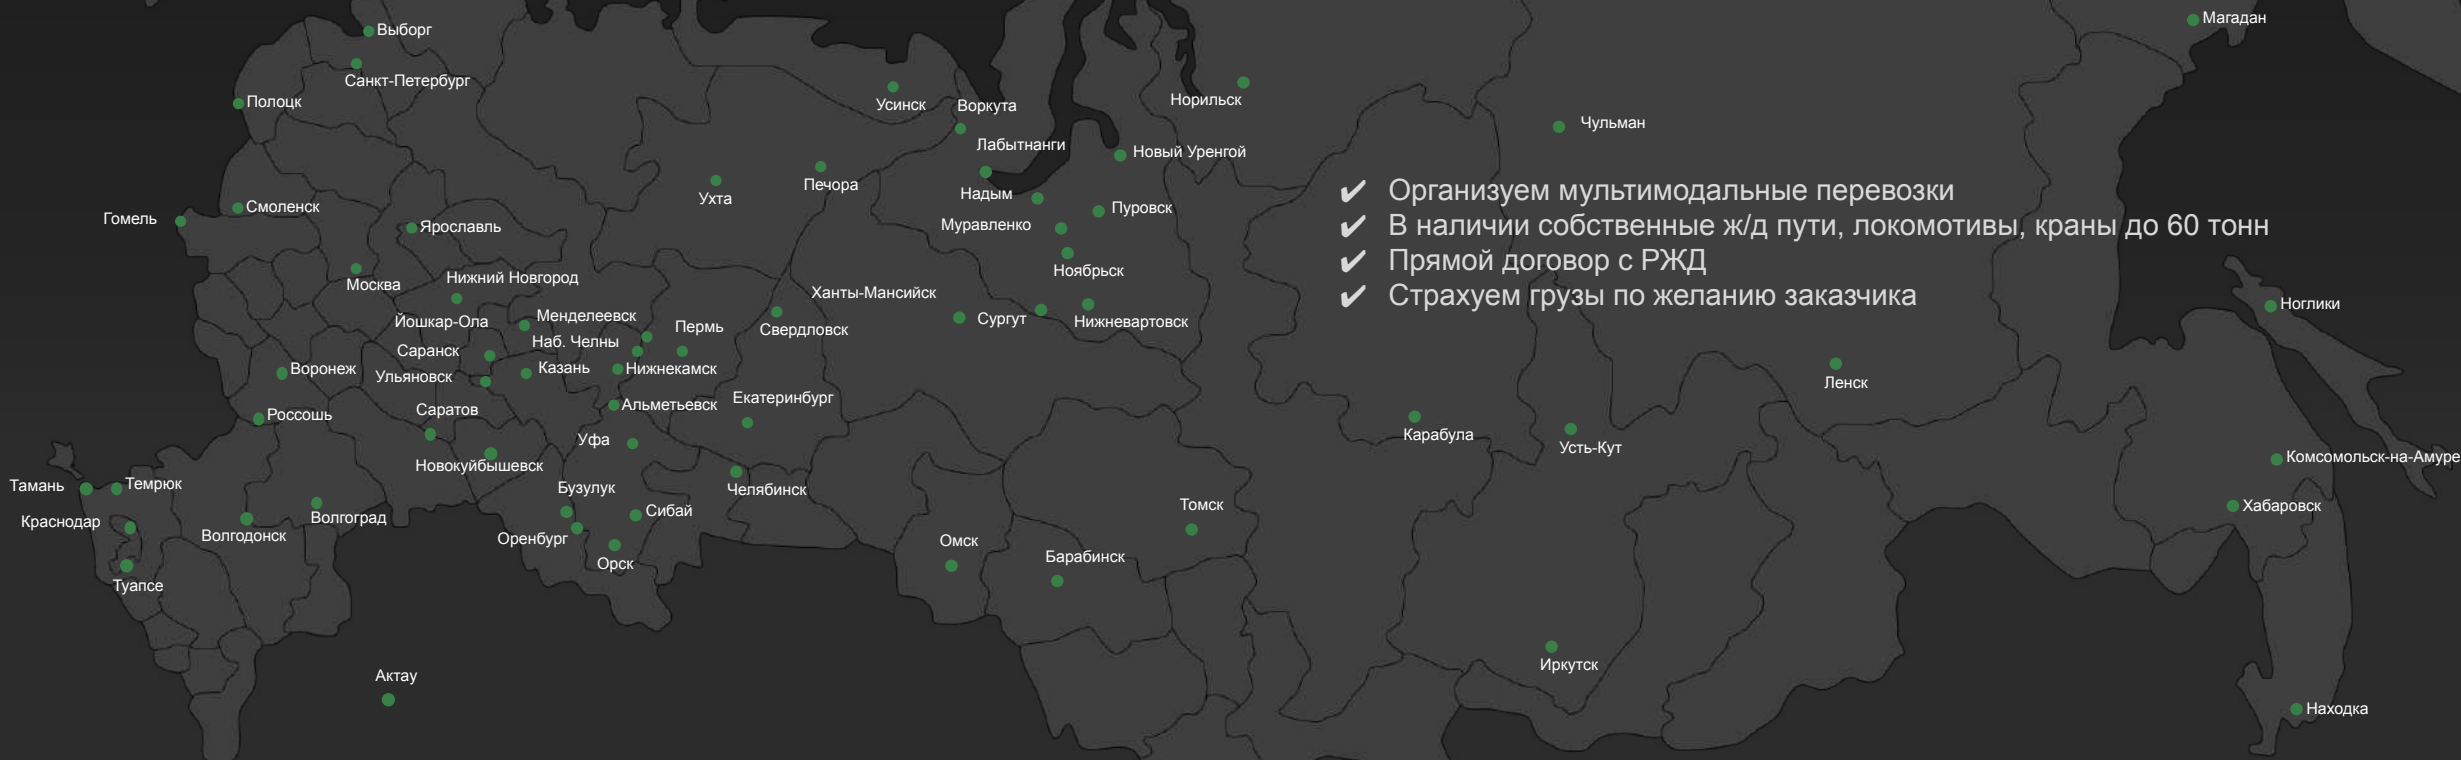 Магадан
Выборг
Санкт-Петербург
Полоцк
Усинск
Воркута
Норильск
Чульман
Лабытнанги
Новый Уренгой
Печора
Ухта
Надым
Пуровск
Муравленко
Ноябрьск
Смоленск
Гомель
Ярославль
✔ Организуем мультимодальные перевозки
✔ В наличии собственные ж/д пути, локомотивы, краны до 60 тонн
✔ Прямой договор с РЖД
✔ Страхуем грузы по желанию заказчика
Москва
Нижний Новгород
Ханты-Мансийск
Ноглики
Йошкар-Ола
Менделеевск
Пермь
Свердловск
Сургут
Нижневартовск
Наб. Челны
Саранск
Воронеж
Ульяновск
Казань
Нижнекамск
Ленск
Екатеринбург
Альметьевск
Саратов
Россошь
Уфа
Карабула
Усть-Кут
Новокуйбышевск
Комсомольск-на-Амуре
Тамань
Темрюк
Бузулук
Челябинск
Томск
Хабаровск
Сибай
Волгоград
Краснодар
Волгодонск
Оренбург
Омск
Барабинск
Орск
Туапсе
Иркутск
Актау
Находка